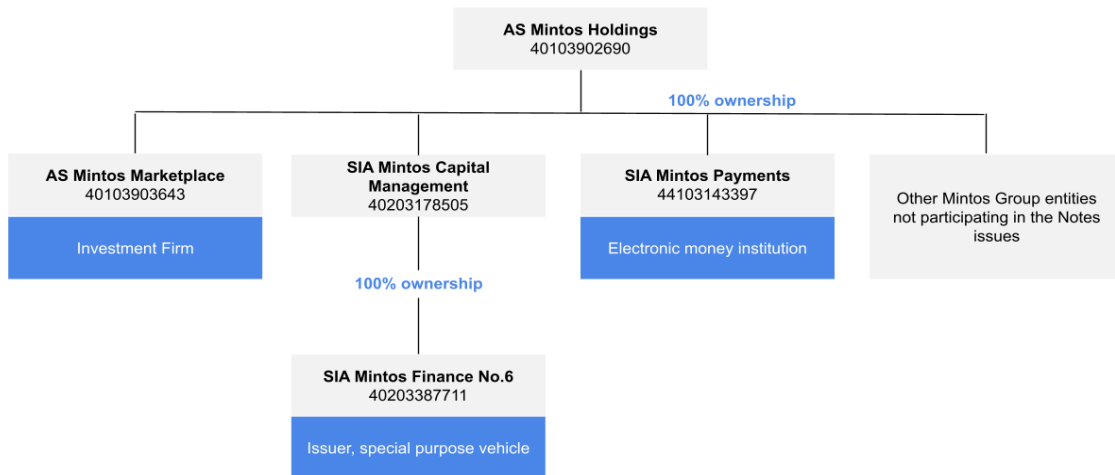 AS Mintos Holdings
40103902690
100% ownership
AS Mintos Marketplace
40103903643
Investment Firm
SIA Mintos Capital
Management
40203178505
SIA Mintos Payments
44103143397
Electronic money institution
Other Mintos Group entities
not participating in the Notes
issues
100% ownership
SIA Mintos Finance No.6
40203387711
Issuer, special purpose vehicle